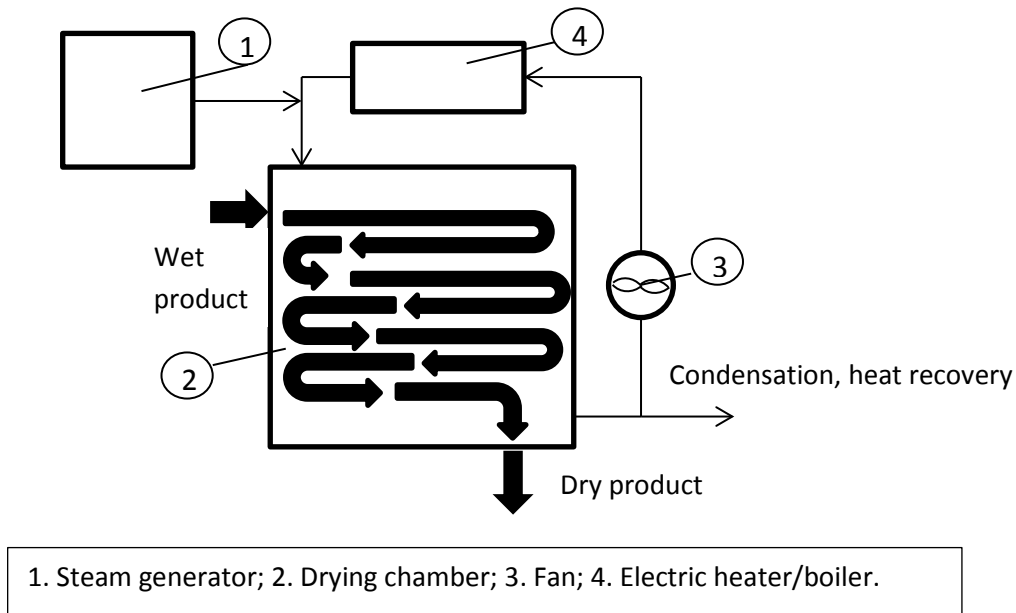 1
4
Wet
product
3
2
Condensation, heat recovery
Dry product
1. Steam generator; 2. Drying chamber; 3. Fan; 4. Electric heater/boiler.